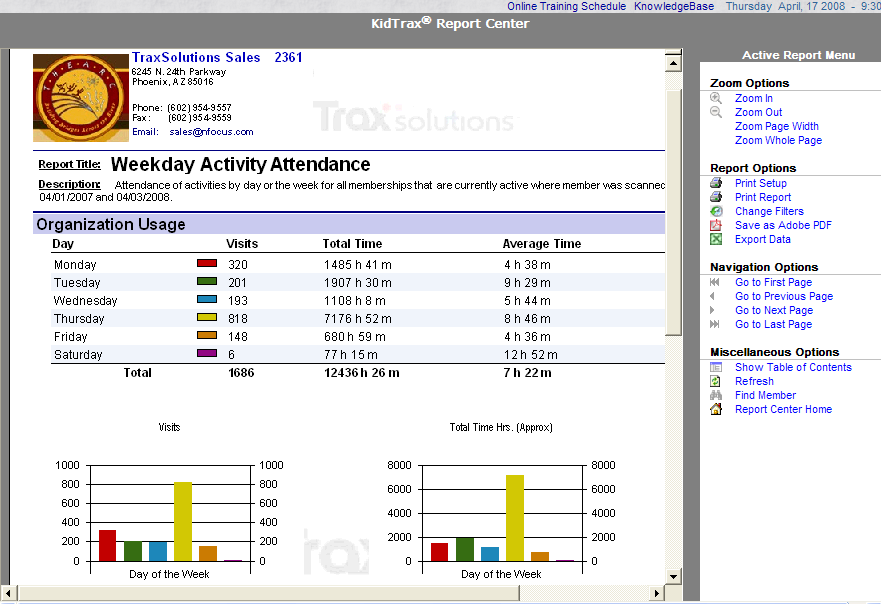 Online Training Schedule KnowledgeBase Thursday April, 17 2008 - 9:30
KidTrax® Report Center
TraxSolutions Sales 2361
6245 N. 24th Parkway
Phoenix, AZ 85016
Phone: (602) 954-9557
Fax: (602) 954-9559
Email: sales@nfocus.com
Trax solutions
Report Title: Weekday Activity Attendance
Description: Attendance of activities by day or the week for all memberships that are currently active where member was scanned
04/01/2007 and 04/03/2008.
Organization Usage
Day Visits Total Time Average Time
Monday 320 1485 h 41 m 4 h 38 m
Tuesday 201 1907 h 30 m 9 h 29 m
Wednesday 193 1108 h 8 m 5 h 44 m
Thursday 818 7176 h 52 m 8 h 46 m
Friday 148 680 h 59 m 4 h 36 m
Saturday 6 77 h 15 m 12 h 52 m
Total 1686 12436 h 26 m 7 h 22 m
Visits
1000 1000
800 800
600 600
400 400
200 200
0 0
Day of the Week
Total Time Hrs. (Approx)
8000 8000
6000 6000
4000 4000
2000 2000
0 0
Day of the Week
Active Report Menu
Zoom Options
Zoom In
Zoom Out
Zoom Page Width
Zoom Whole Page
Report Options
Print Setup
Print Report
Change Filters
Save as Adobe PDF
Export Data
Navigation Options
Go to First Page
Go to Previous Page
Go to Next Page
Go to Last Page
Miscellaneous Options
Show Table of Contents
Refresh
Find Member
Report Center Home